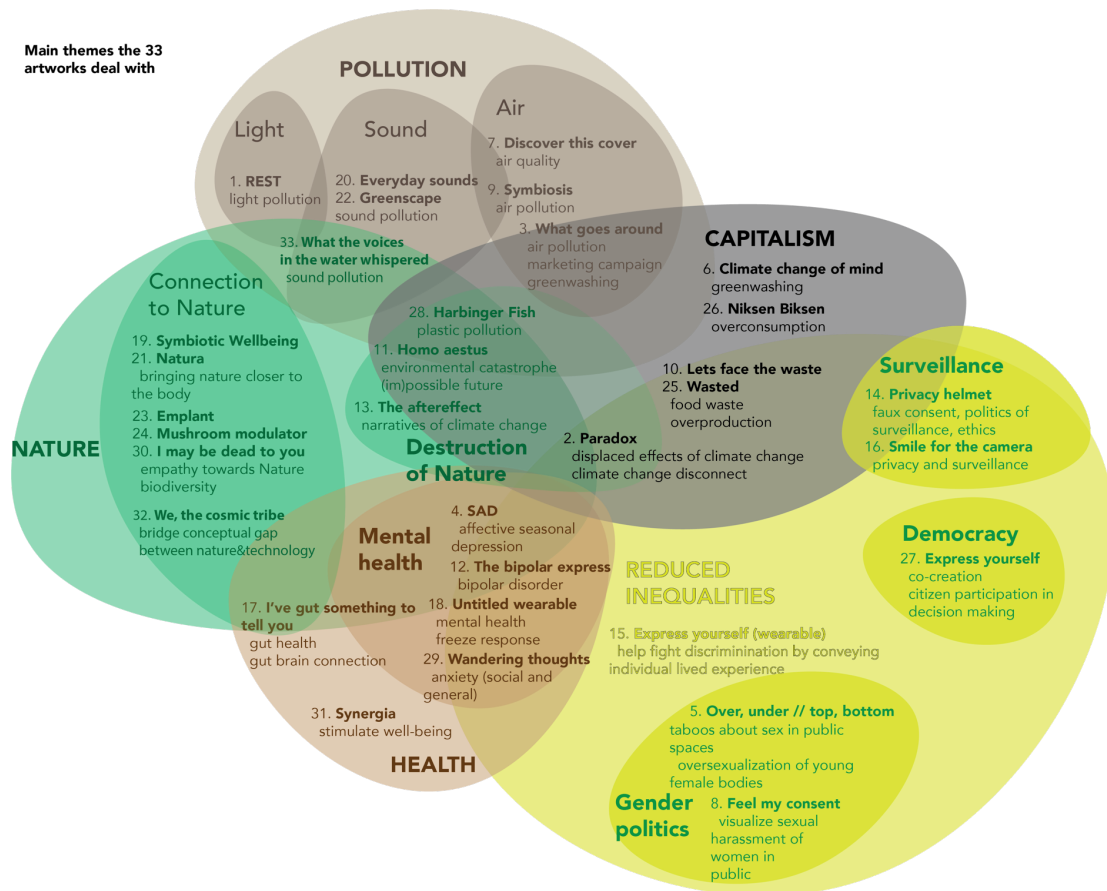 Main themes the 33
artworks deal with
POLLUTION
Light
Sound
Air
1. REST
light pollution
20. Everyday sounds
22. Greenscape
sound pollution
7. Discover this cover
air quality
9. Symbiosis
air pollution
3. What goes around
air pollution
marketing campaign
greenwashing
33. What the voices
in the water whispered
sound pollution
CAPITALISM
6. Climate change of mind
greenwashing
26. Niksen Biksen
overconsumption
Connection
to Nature
19. Symbiotic Wellbeing
21. Natura
bringing nature closer to
the body
23. Emplant
24. Mushroom modulator
30. I may be dead to you
empathy towards Nature
biodiversity
32. We, the cosmic tribe
bridge conceptual gap
between nature&technology
NATURE
28. Harbinger Fish
plastic pollution
11. Homo aestus
environmental catastrophe
(im)possible future
13. The aftereffect
narratives of climate change
Destruction
of Nature
10. Lets face the waste
25. Wasted
food waste
overproduction
2. Paradox
displaced effects of climate change
climate change disconnect
Surveillance
14. Privacy helmet
faux consent, politics of
surveillance, ethics
16. Smile for the camera
privacy and surveillance
Democracy
27. Express yourself
co-creation
citizen participation in
decision making
Mental
health
4. SAD
affective seasonal
depression
12. The bipolar express
bipolar disorder
18. Untitled wearable
mental health
freeze response
29. Wandering thoughts
anxiety (social and
general)
17. I've gut something to
tell you
gut health
gut brain connection
31. Synergia
stimulate well-being
HEALTH
REDUCED
INEQUALITIES
15. Express yourself (wearable)
help fight discriminination by conveying
individual lived experience
5. Over, under // top, bottom
taboos about sex in public
spaces
oversexualization of young
female bodies
Gender
politics
8. Feel my consent
visualize sexual
harassment of
women in
public